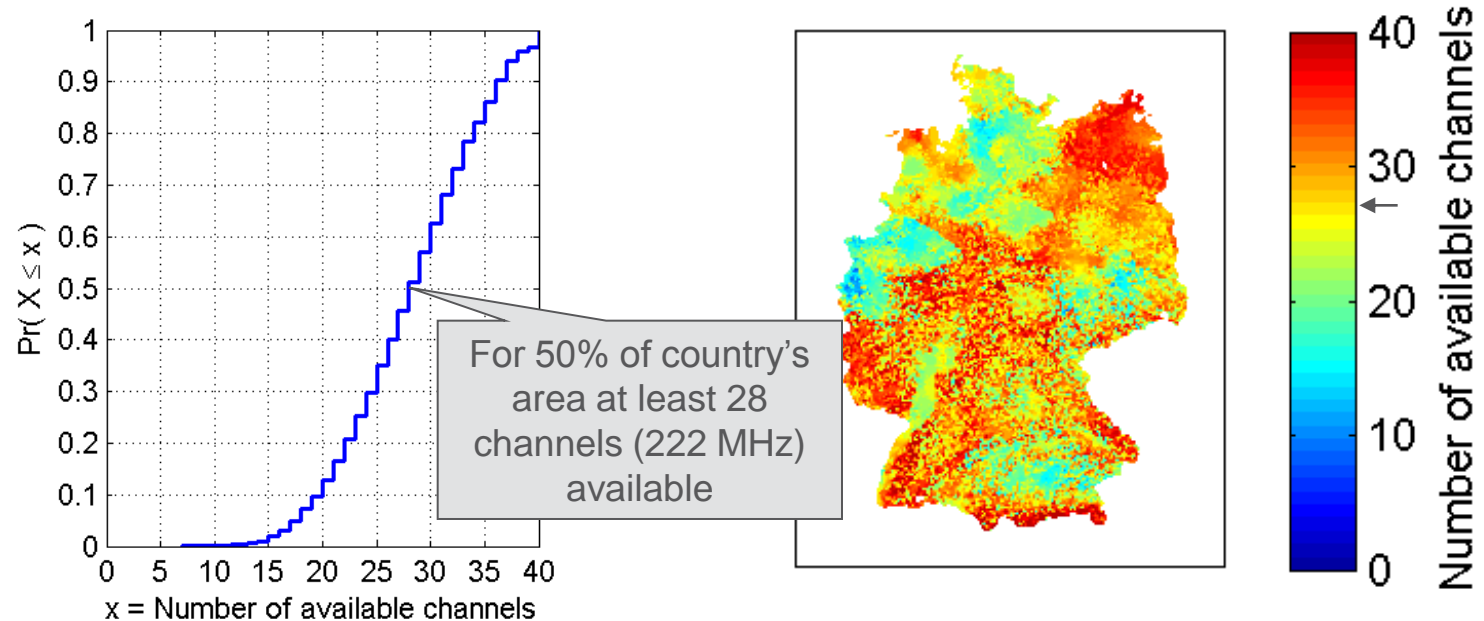 1
0.9
0.8
0.7
0.6
0.5
0.4
0.3
0.2
0.1
0
Pr( X ≤ x )
0 5 10 15 20 25 30 35 40
x = Number of available channels
For 50% of country's
area at least 28
channels (222 MHz)
available
40
30
20
10
0
Number of available channels